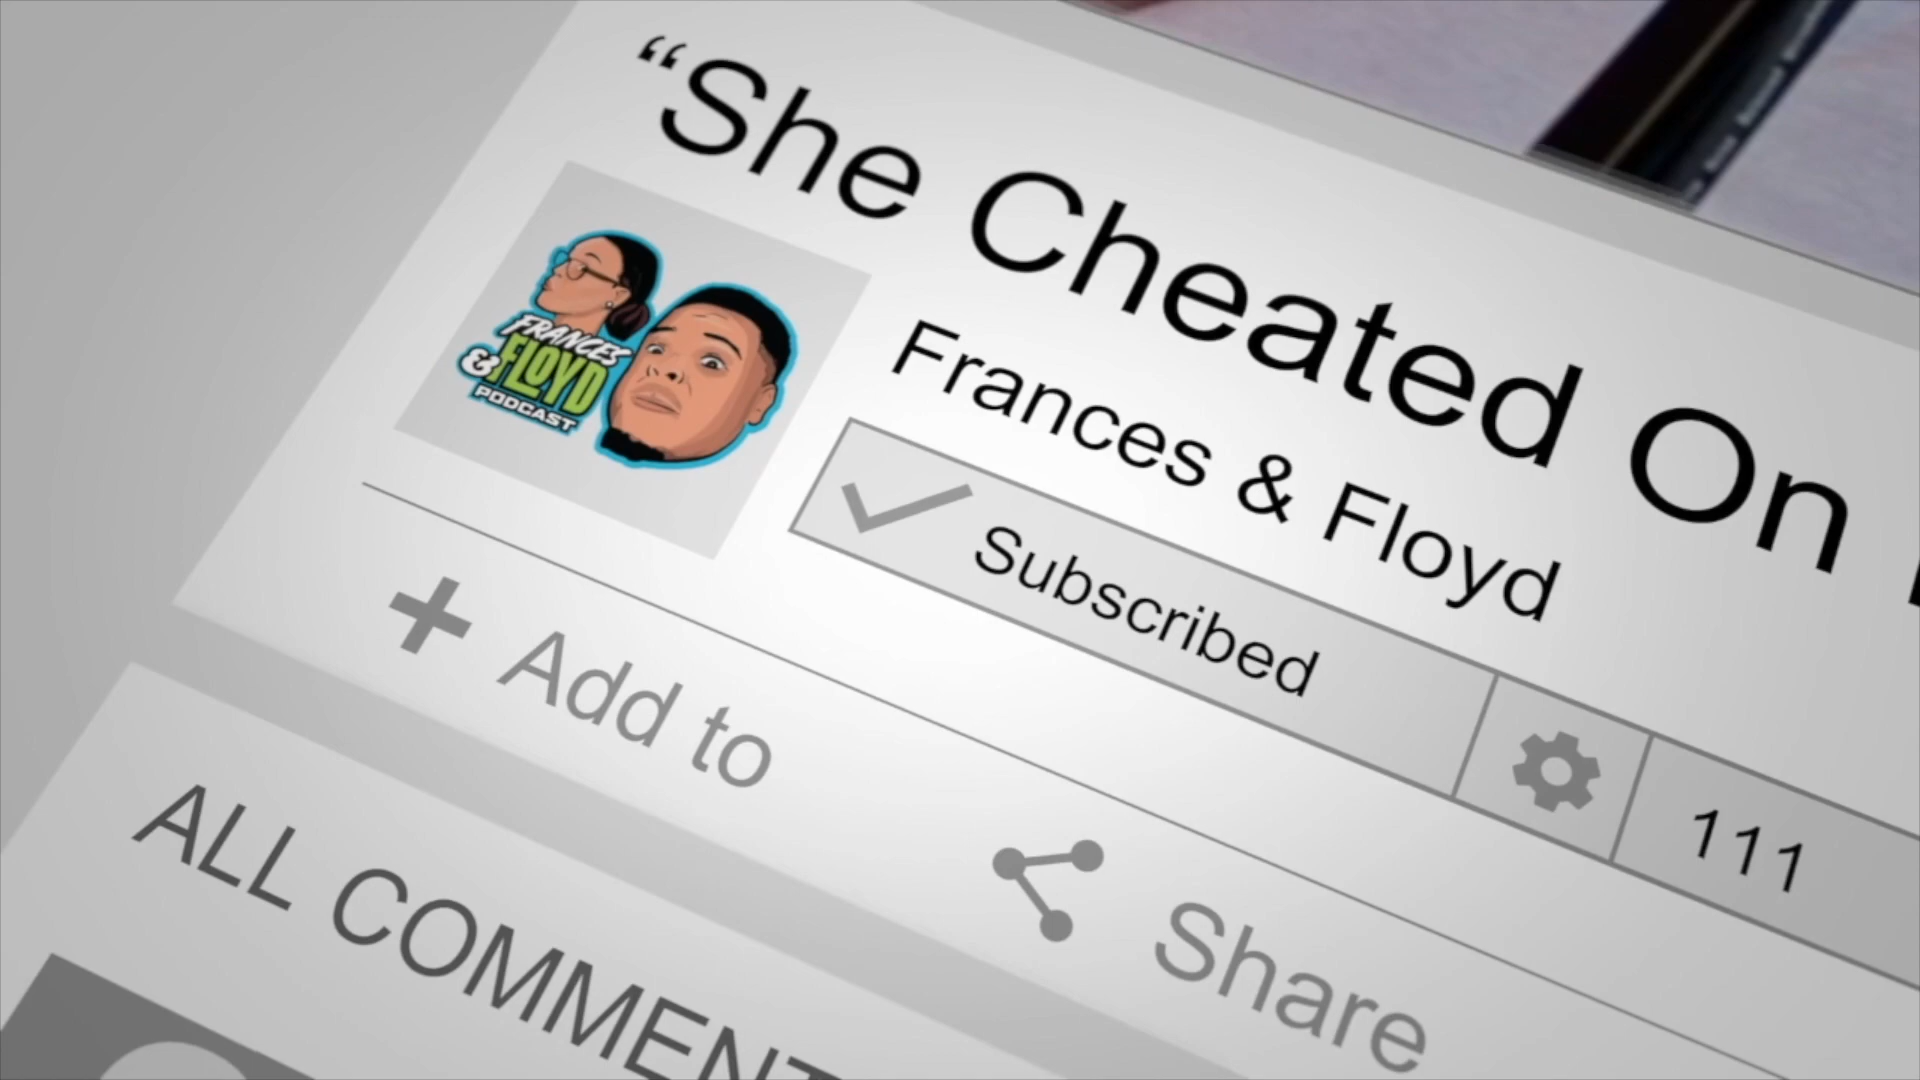 “She Cheated On
FRANCES
& FLOYD
PODCAST
Frances & Floyd
Subscribed
111
Add to
Share
ALL COMMENT